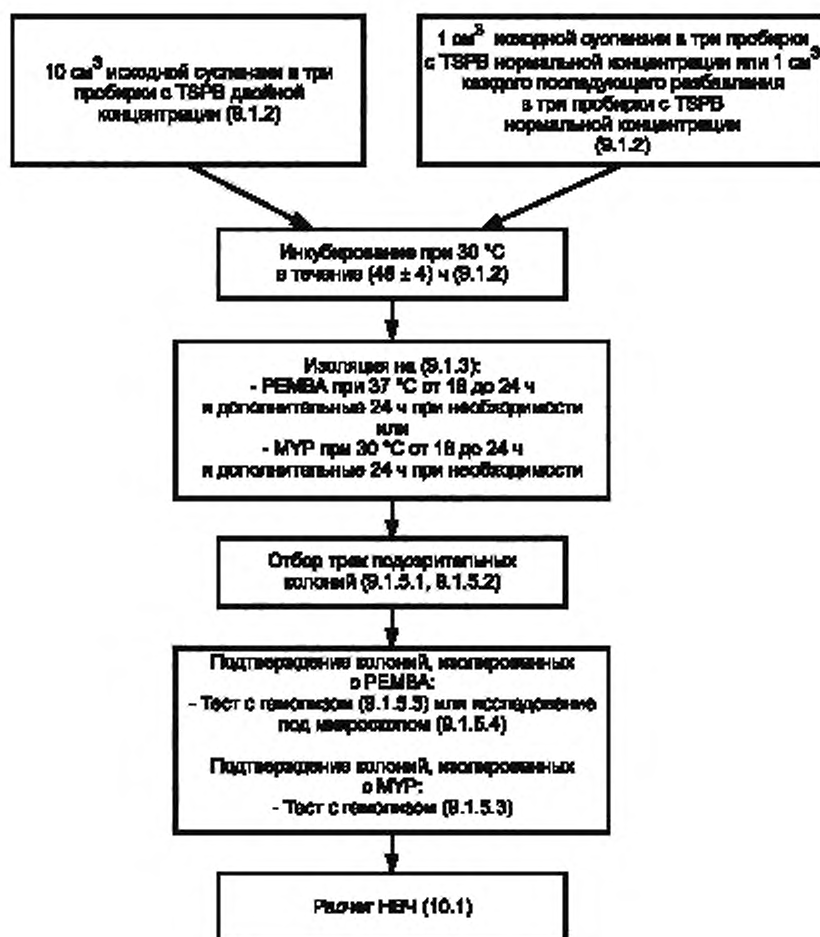 10 см³ исходной суспензии в три
пробирки с TSPB двойной
концентрации (9.1.2)
1 см³ исходной суспензии в три пробирки
с TSPB нормальной концентрации или 1 см³
каждого последующего разбавления
в три пробирки с TSPB
нормальной концентрации
(9.1.2)
Инкубирование при 30 °С
в течение (48 ± 4) ч (9.1.2)
Изоляция на (9.1.3):
- PEMBA при 37 °С от 18 до 24 ч
и дополнительные 24 ч при необходимости
или
- MYP при 30 °С от 18 до 24 ч
и дополнительные 24 ч при необходимости
Отбор трех подозрительных
колоний (9.1.5.1, 9.1.5.2)
Подтверждение колоний, изолированных
с PEMBA:
- Тест с гемолизом (9.1.5.3) или исследование
под микроскопом (9.1.5.4)
Подтверждение колоний, изолированных
с MYP:
- Тест с гемолизом (9.1.5.3)
Расчет НВЧ (10.1)